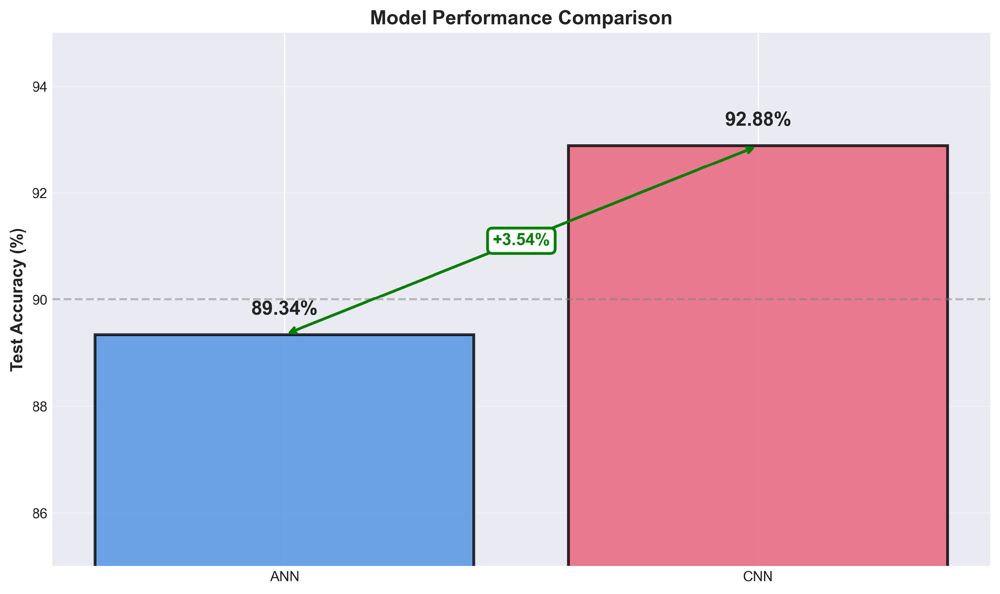 Model Performance Comparison
Test Accuracy (%)
94
92
90
88
86
92.88%
+3.54%
89.34%
ANN
CNN